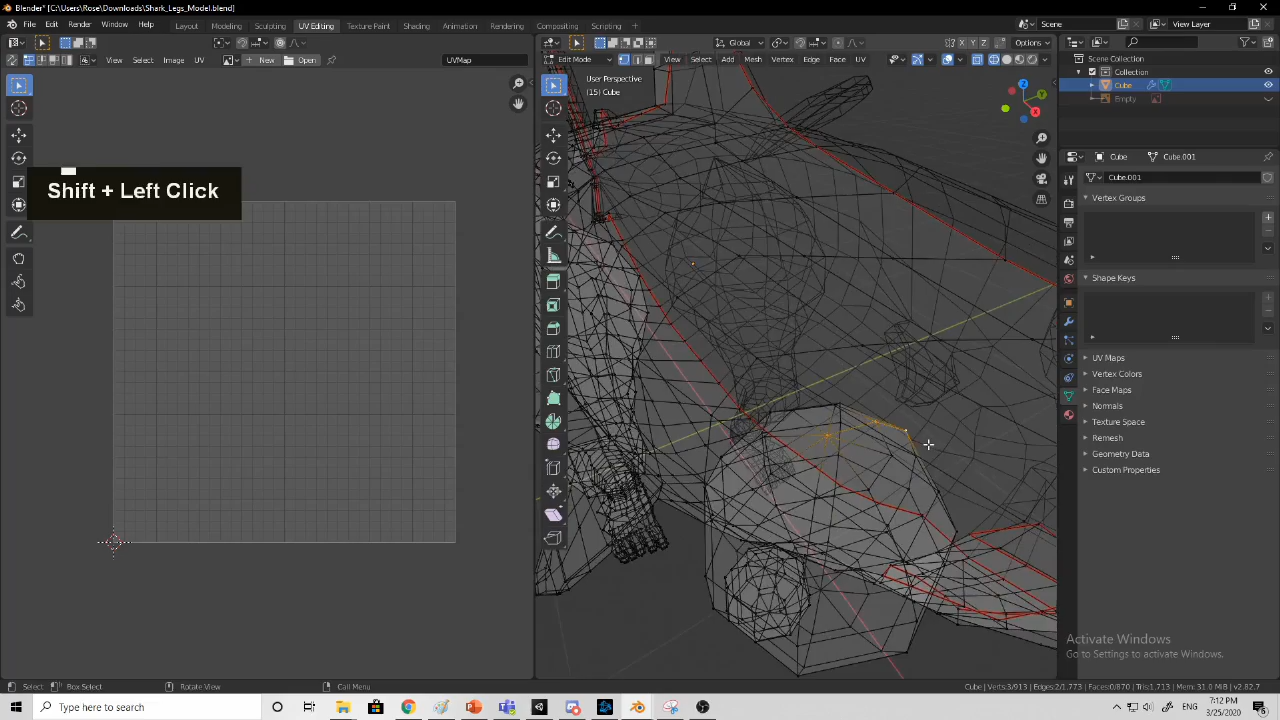 Blender* [C:\Users\Rose\Downloads\Shark_Legs_Model.blend]
File Edit Render Window Help Layout Modeling Sculpting UV Editing Texture Paint Shading Animation Rendering Compositing Scripting + Scene View Layer
+ New Open UVMap
View Select Image UV
Global X Y Z Options
Edit Mode View Select Add Mesh Vertex Edge Face UV
User Perspective
(15) Cube
Shift + Left Click
Scene Collection
Collection
Cube
Empty
Cube Cube.001
Cube.001
Vertex Groups
Shape Keys
UV Maps
Vertex Colors
Face Maps
Normals
Texture Space
Remesh
Geometry Data
Custom Properties
Z
Y
X
Activate Windows
Go to Settings to activate Windows.
Select Box Select Rotate View Call Menu Cube | Verts:3/913 | Edges:2/1,773 | Faces:0/870 | Tris:1,713 | Mem: 31.0 MiB | v2.82.7
Type here to search ENG 7:12 PM
3/25/2020